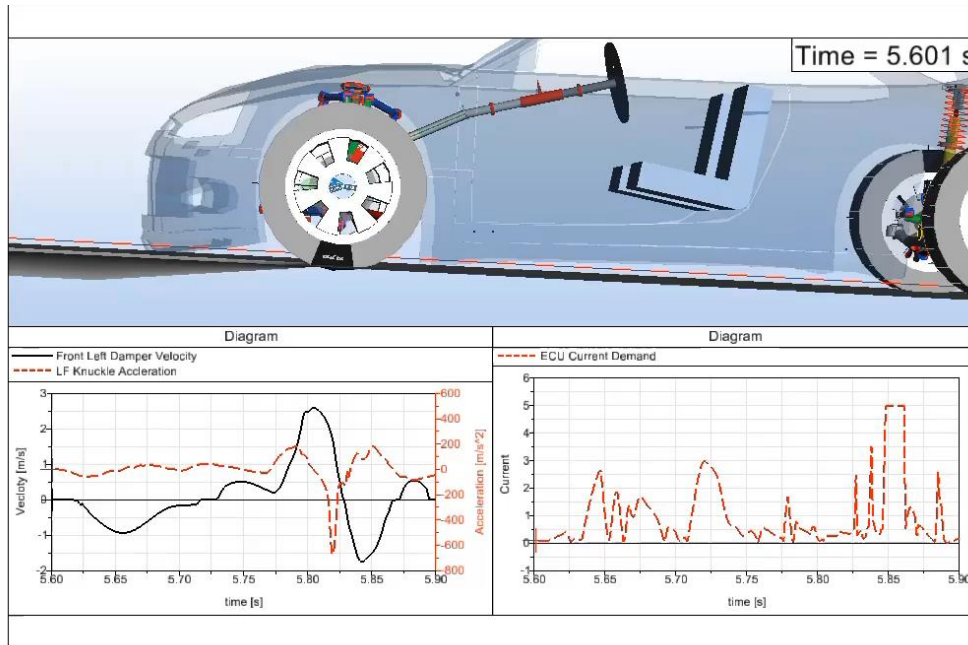 Time = 5.601 s
Diagram
Front Left Damper Velocity
LF Knuckle Accleration
3
2
1
0
-1
-2
Vecloty [m/s]
600
400
200
0
-200
-400
-600
-800
Acceleration [m/s^2]
5.60 5.65 5.70 5.75 5.80 5.85 5.90
time [s]
Diagram
ECU Current Demand
6
5
4
3
2
1
0
-1
Current
5.60 5.65 5.70 5.75 5.80 5.85 5.90
time [s]